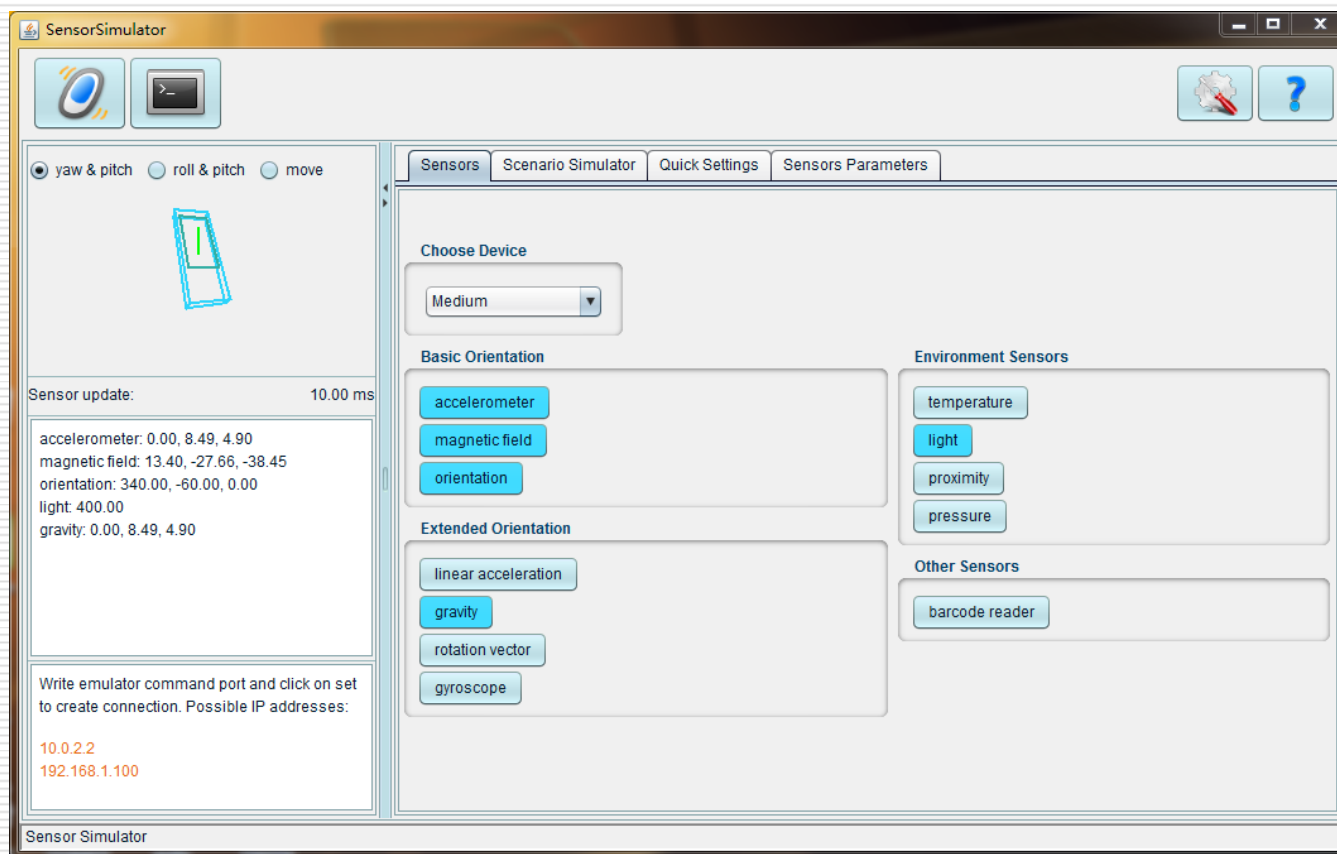 SensorSimulator
>_
?
yaw & pitch roll & pitch move
Sensor update: 10.00 ms
accelerometer: 0.00, 8.49, 4.90
magnetic field: 13.40, -27.66, -38.45
orientation: 340.00, -60.00, 0.00
light: 400.00
gravity: 0.00, 8.49, 4.90
Write emulator command port and click on set
to create connection. Possible IP addresses:
10.0.2.2
192.168.1.100
Sensors Scenario Simulator Quick Settings Sensors Parameters
Choose Device
Medium
Basic Orientation
accelerometer
magnetic field
orientation
Extended Orientation
linear acceleration
gravity
rotation vector
gyroscope
Environment Sensors
temperature
light
proximity
pressure
Other Sensors
barcode reader
Sensor Simulator